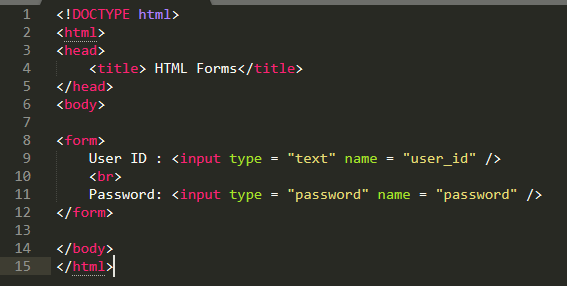 1 <!DOCTYPE html>
2 <html>
3 <head>
4     <title> HTML Forms</title>
5 </head>
6 <body>
7
8 <form>
9     User ID : <input type = "text" name = "user_id" />
10     <br>
11     Password: <input type = "password" name = "password" />
12 </form>
13
14 </body>
15 </html>